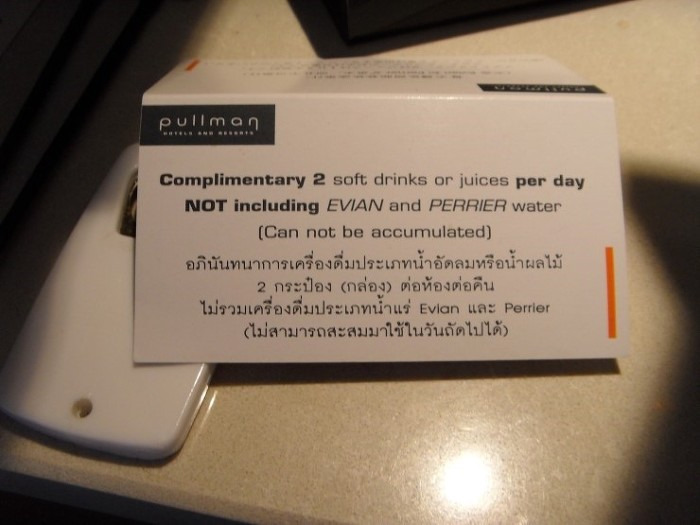 pullman
pullman
HOTELS AND RESORTS
Complimentary 2 soft drinks or juices per day
NOT including EVIAN and PERRIER water
(Can not be accumulated)
อภินันทนาการเครื่องดื่มประเภทน้ำอัดลมหรือน้ำผลไม้
2 กระป๋อง (กล่อง) ต่อห้องต่อคืน
ไม่รวมเครื่องดื่มประเภทน้ำแร่ Evian และ Perrier
(ไม่สามารถสะสมมาใช้ในวันถัดไปได้)